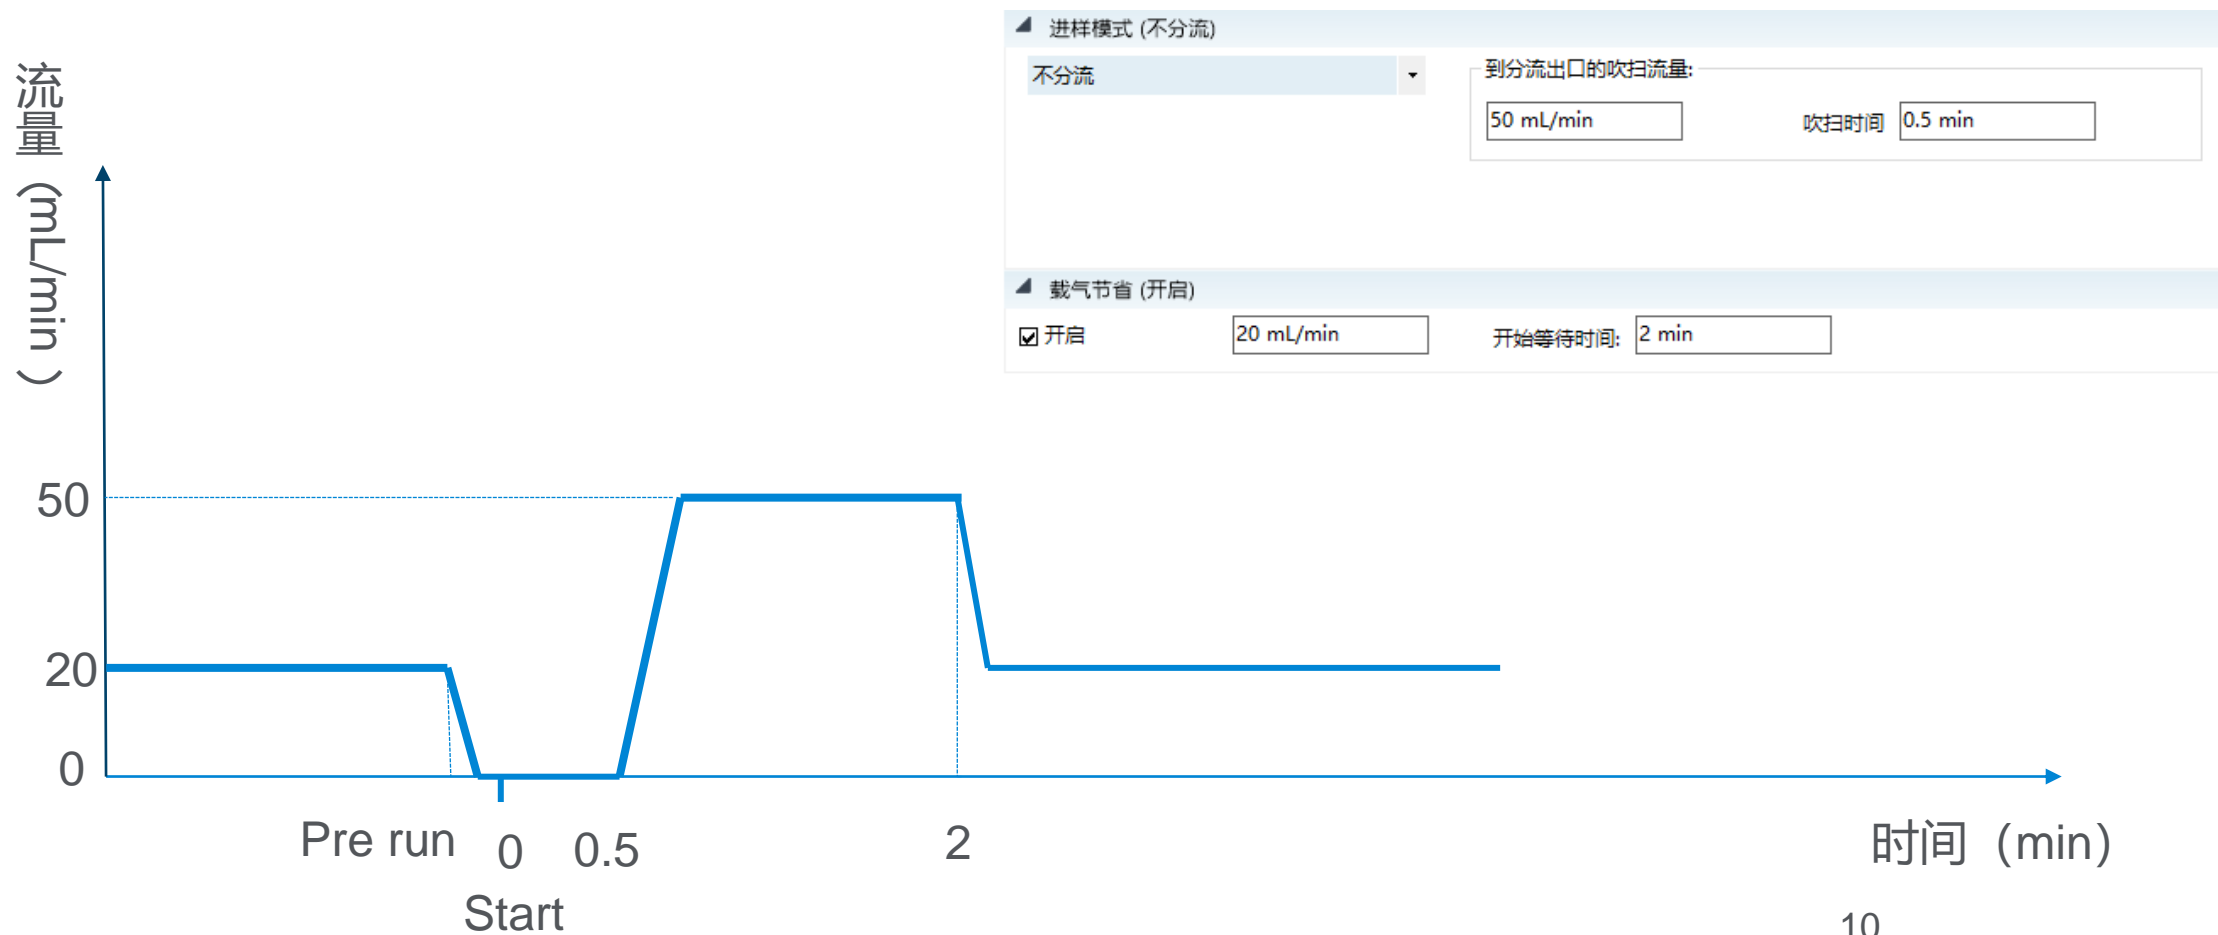 进样模式 (不分流)
不分流
到分流出口的吹扫流量:
50 mL/min
吹扫时间
0.5 min
载气节省 (开启)
开启
20 mL/min
开始等待时间:
2 min
流量（mL/min）
50
20
0
Pre run
0
0.5
2
时间（min）
Start
10